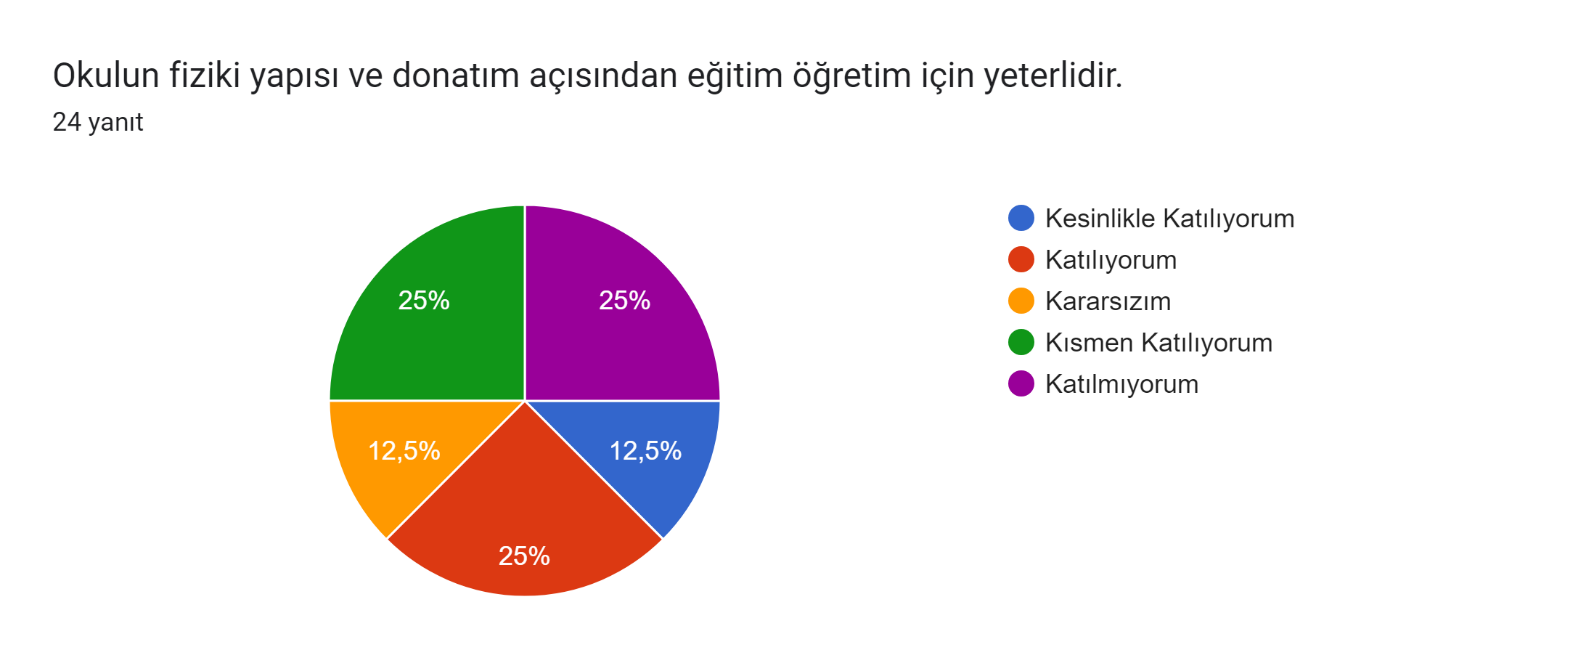 Okulun fiziki yapısı ve donatım açısından eğitim öğretim için yeterlidir.
24 yanıt
25%
25%
12,5%
12,5%
25%
Kesinlikle Katılıyorum
Katılıyorum
Kararsızım
Kısmen Katılıyorum
Katılmıyorum